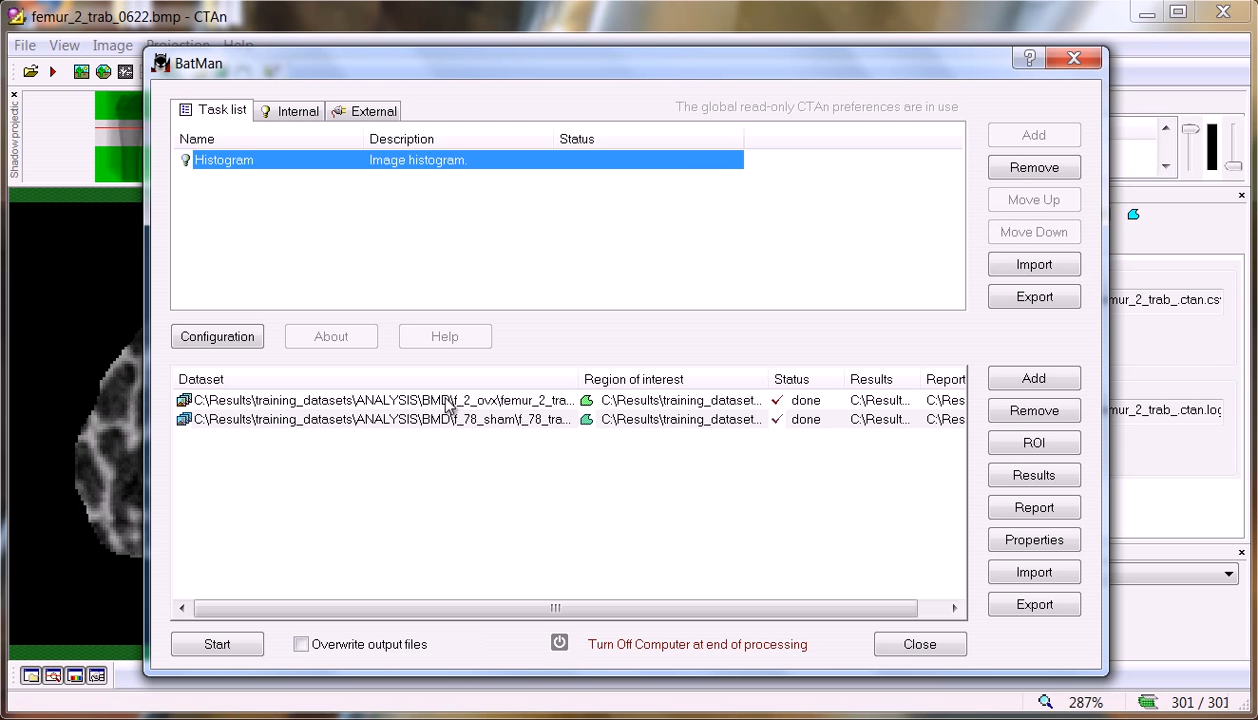 femur_2_trab_0622.bmp - CTAn
File View Image Projection Help
BatMan
Task list Internal External
The global read-only CTAn preferences are in use
Name Description Status
Histogram Image histogram.
Add
Remove
Move Up
Move Down
Import
Export
Shadow projectic
mur_2_trab_.ctan.cs
Configuration About Help
Dataset Region of interest Status Results Report
C:\Results\training_datasets\ANALYSIS\BMD\f_2_ovx\femur_2_tra... C:\Results\training_dataset... done C:\Result... C:\Res
C:\Results\training_datasets\ANALYSIS\BMD\f_78_sham\f_78_tra... C:\Results\training_dataset... done C:\Result... C:\Res
Add
Remove
ROI
Results
Report
Properties
Import
Export
mur_2_trab_.ctan.log
Start Overwrite output files Turn Off Computer at end of processing Close
287% 301 / 301